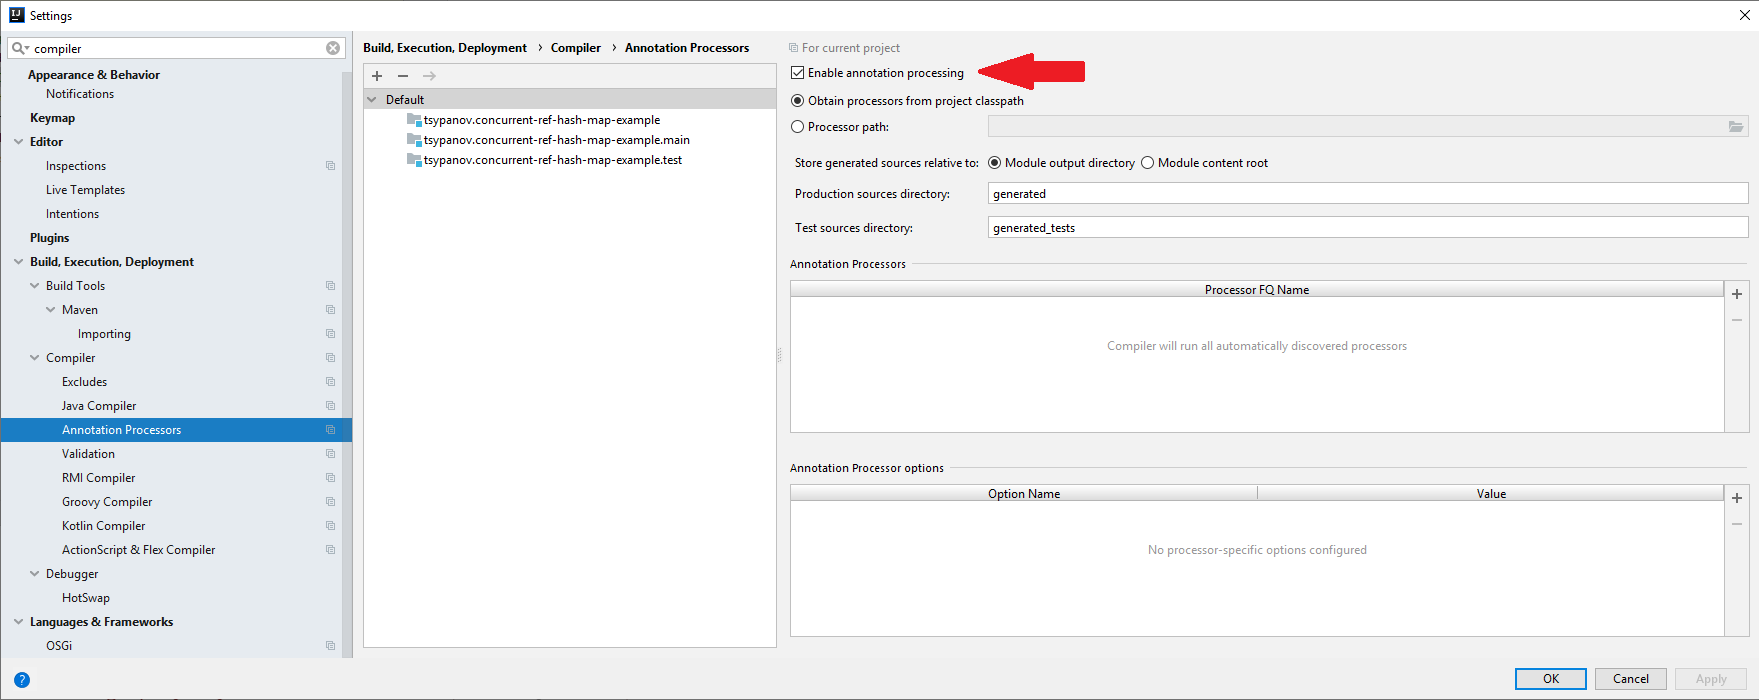 Settings
compiler
Appearance & Behavior
Notifications
Keymap
Editor
Inspections
Live Templates
Intentions
Plugins
Build, Execution, Deployment
Build Tools
Maven
Importing
Compiler
Excludes
Java Compiler
Annotation Processors
Validation
RMI Compiler
Groovy Compiler
Kotlin Compiler
ActionScript & Flex Compiler
Debugger
HotSwap
Languages & Frameworks
OSGi
Build, Execution, Deployment › Compiler › Annotation Processors
Default
tsypanov.concurrent-ref-hash-map-example
tsypanov.concurrent-ref-hash-map-example.main
tsypanov.concurrent-ref-hash-map-example.test
For current project
Enable annotation processing
Obtain processors from project classpath
Processor path:
Store generated sources relative to: Module output directory Module content root
Production sources directory: generated
Test sources directory: generated_tests
Annotation Processors
Processor FQ Name
Compiler will run all automatically discovered processors
Annotation Processor options
Option Name Value
No processor-specific options configured
? OK Cancel Apply